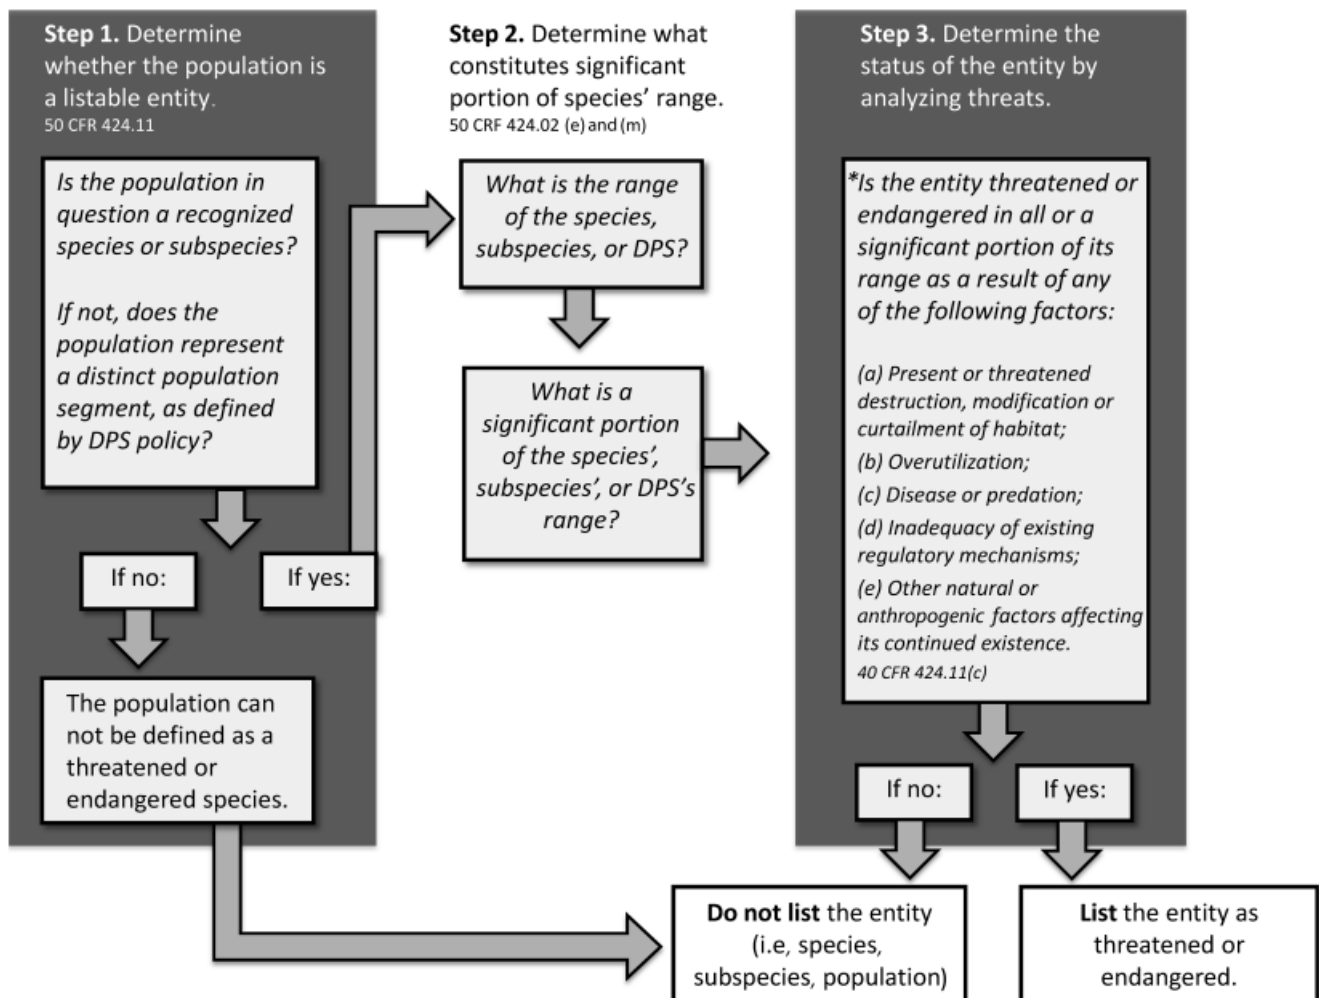 Step 1. Determine
whether the population is
a listable entity.
50 CFR 424.11
Is the population in
question a recognized
species or subspecies?
If not, does the
population represent
a distinct population
segment, as defined
by DPS policy?
If no:
If yes:
The population can
not be defined as a
threatened or
endangered species.
Step 2. Determine what
constitutes significant
portion of species’ range.
50 CRF 424.02 (e) and (m)
What is the range
of the species,
subspecies, or DPS?
What is a
significant portion
of the species’,
subspecies’, or DPS’s
range?
Step 3. Determine the
status of the entity by
analyzing threats.
*Is the entity threatened or
endangered in all or a
significant portion of its
range as a result of any
of the following factors:
(a) Present or threatened
destruction, modification or
curtailment of habitat;
(b) Overutilization;
(c) Disease or predation;
(d) Inadequacy of existing
regulatory mechanisms;
(e) Other natural or
anthropogenic factors affecting
its continued existence.
40 CFR 424.11(c)
If no:
If yes:
Do not list the entity
(i.e, species,
subspecies, population)
List the entity as
threatened or
endangered.